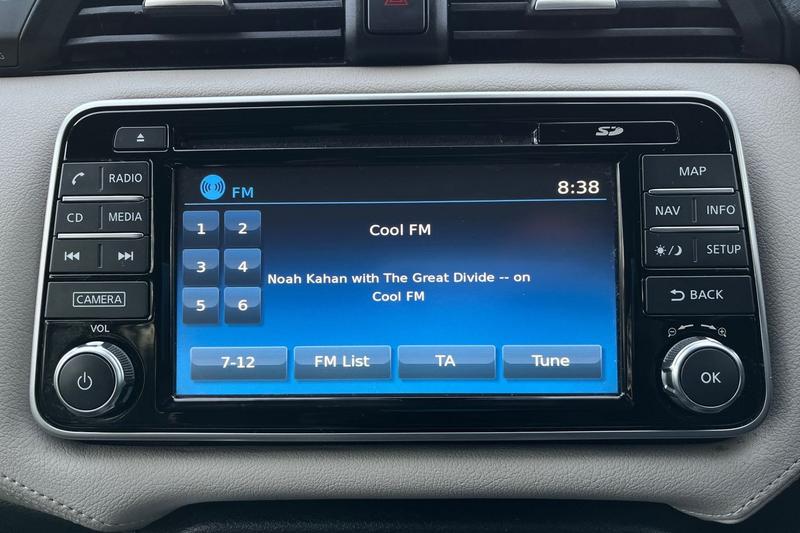 SD
RADIO
MAP
CD
MEDIA
NAV
INFO
SETUP
CAMERA
BACK
VOL
OK
FM
8:38
1
2
Cool FM
3
4
Noah Kahan with The Great Divide -- on
Cool FM
5
6
7-12
FM List
TA
Tune